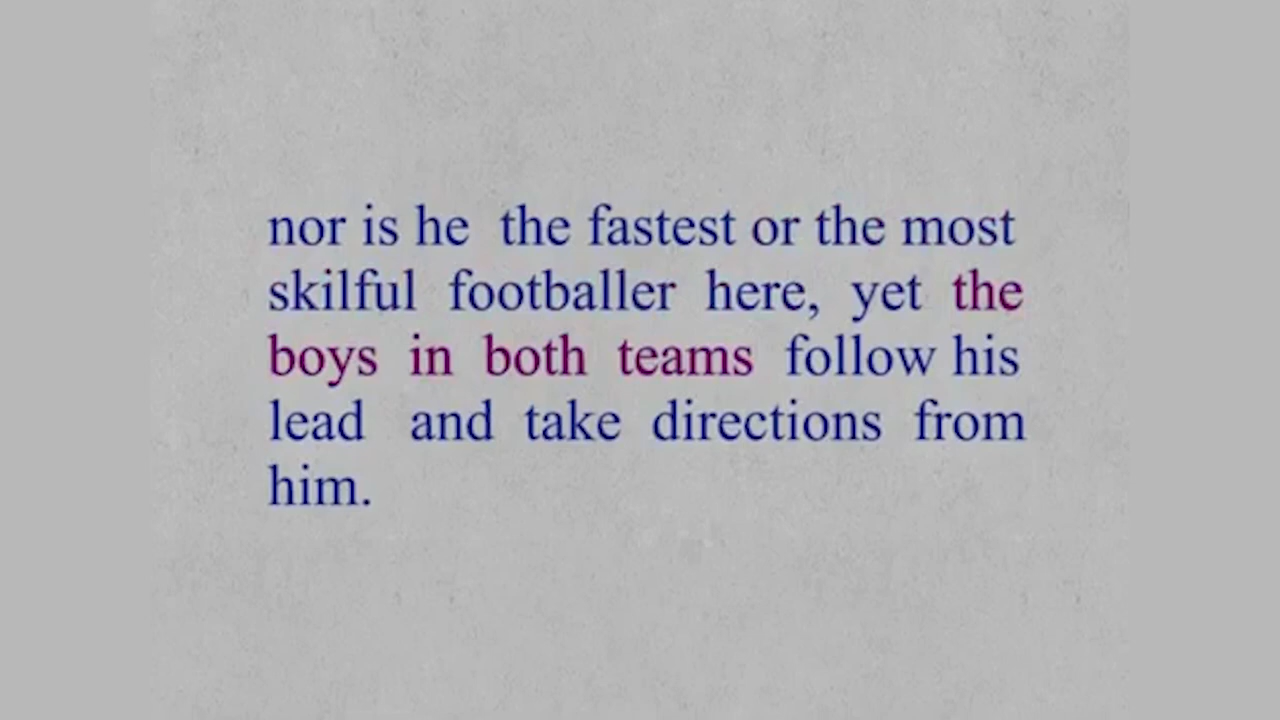 nor is he the fastest or the most
skilful footballer here, yet the
boys in both teams follow his
lead and take directions from
him.